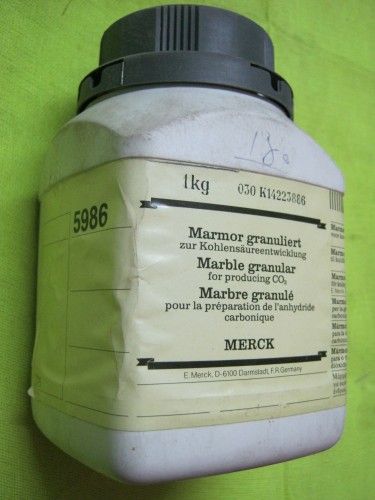 1kg 030 K14223886
5986
Marmor granuliert
zur Kohlensäureentwicklung
Marble granular
for producing CO₂
Marbre granulé
pour la préparation de l'anhydride
carbonique
MERCK
E. Merck, D-6100 Darmstadt, F.R.Germany